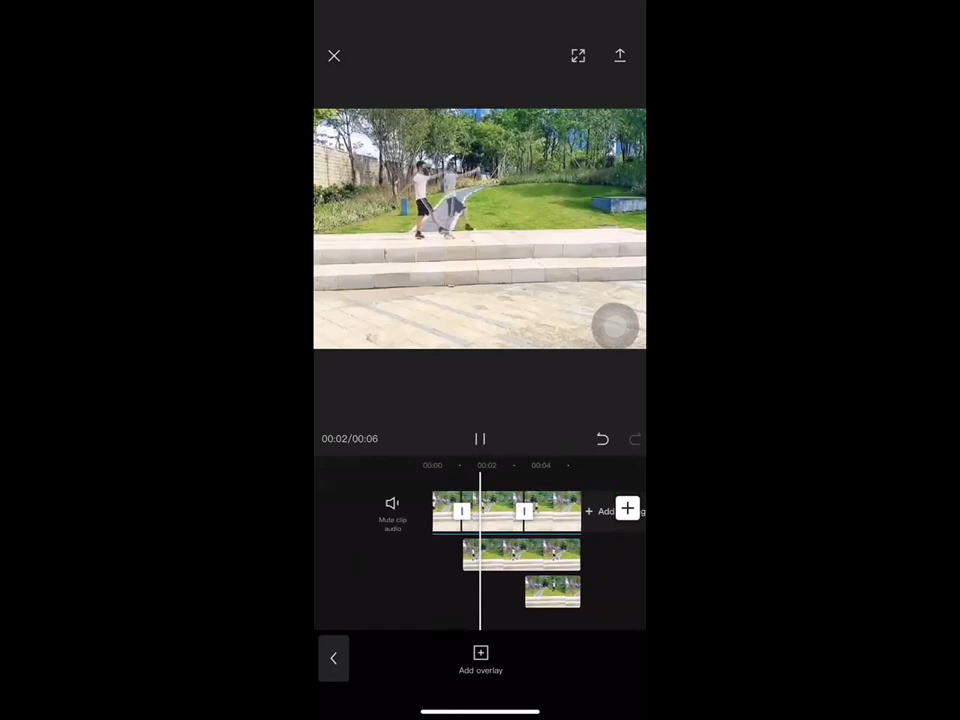 00:02/00:06
00:00
00:02
00:04
Mute clip
audio
+ Add
Add overlay